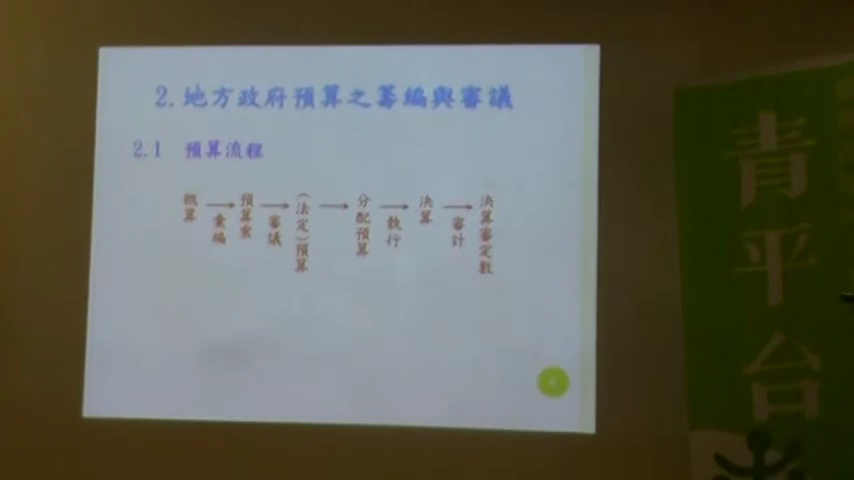 2. 地方政府預算之籌編與審議
2.1 預算流程
概算 → 彙編 預算案 → 審議 (法定)預算 → 分配預算 → 執行 決算 → 審計 決算審定數
青平台